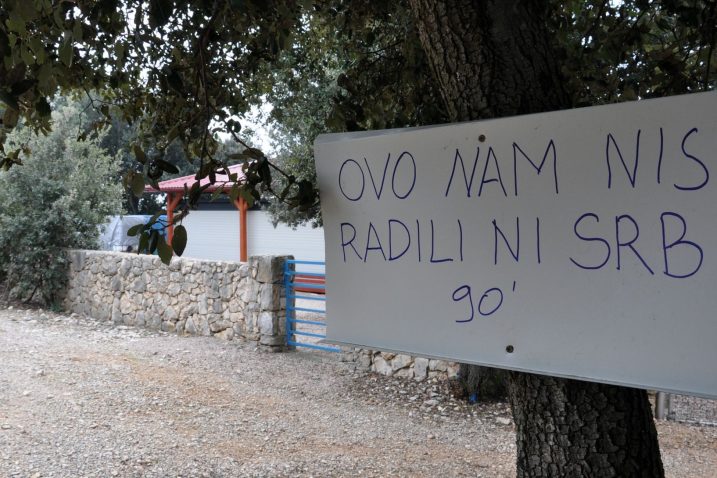 OVO NAM NIS
RADILI NI SRB
90'